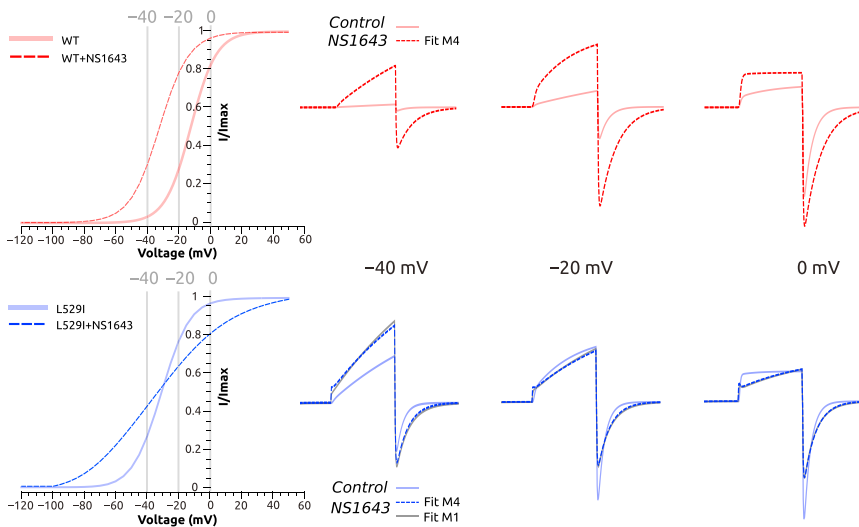 −40 −20 0
WT
WT+NS1643
1
0.8
0.6
0.4
0.2
0
I/Imax
−120 −100 −80 −60 −40 −20 0 20 40 60
Voltage (mV)
Control
NS1643 Fit M4
−40 mV −20 mV 0 mV
−40 −20 0
L529I
L529I+NS1643
1
0.8
0.6
0.4
0.2
0
I/Imax
−120 −100 −80 −60 −40 −20 0 20 40 60
Voltage (mV)
Control
NS1643 Fit M4
Fit M1